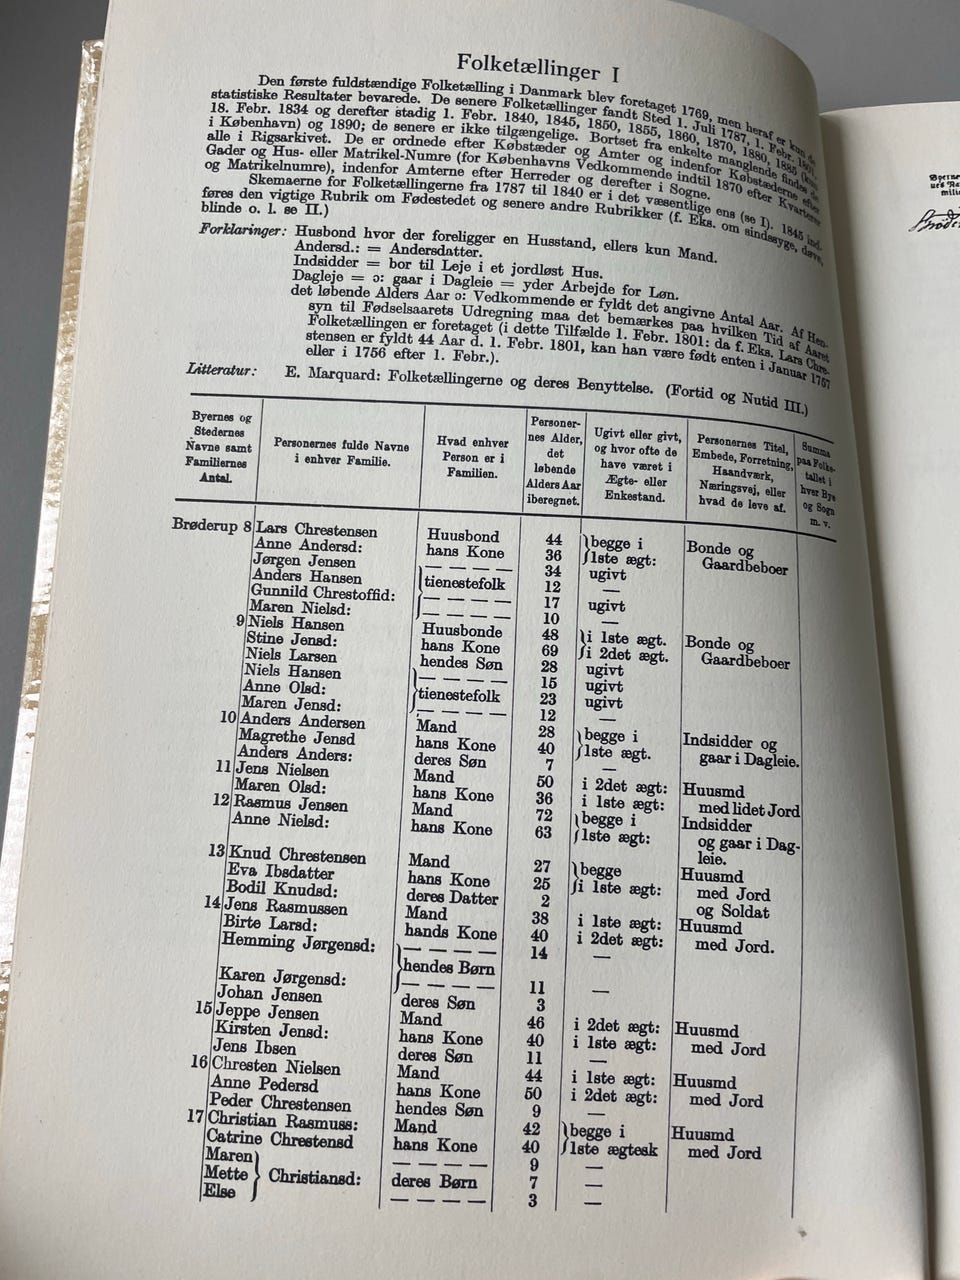 Folketællinger I
Den første fuldstændige Folketælling i Danmark blev foretaget 1769, men heraf er kun de
statistiske Resultater bevarede. De senere Folketællinger fandt Sted 1. Juli 1787, 1. Febr. 1801,
18. Febr. 1834 og derefter stadig 1. Febr. 1840, 1845, 1850, 1855, 1860, 1870, 1880, 1885 (kun
i København) og 1890; de senere er ikke tilgængelige. Bortset fra enkelte manglende findes de
alle i Rigsarkivet. De er ordnede efter Købstæder og Amter og indenfor Købstæderne efter
Gader og Hus- eller Matrikel-Numre (for Københavns Vedkommende indtil 1870 efter Kvarterer
og Matrikelnumre), indenfor Amterne efter Herreder og derefter i Sogne.
Skemaerne for Folketællingerne fra 1787 til 1840 er i det væsentlige ens (se I). 1845 ind-
føres den vigtige Rubrik om Fødestedet og senere andre Rubrikker (f. Eks. om sindssyge, døve,
blinde o. l. se II.)
Forklaringer: Husbond hvor der foreligger en Husstand, ellers kun Mand.
Andersd.: = Andersdatter.
Indsidder = bor til Leje i et jordløst Hus.
Dagleje = ɔ: gaar i Dagleie = yder Arbejde for Løn.
det løbende Alders Aar ɔ: Vedkommende er fyldt det angivne Antal Aar. Af Hen-
syn til Fødselsaarets Udregning maa det bemærkes paa hvilken Tid af Aaret
Folketællingen er foretaget (i dette Tilfælde 1. Febr. 1801: da f. Eks. Lars Chre-
stensen er fyldt 44 Aar d. 1. Febr. 1801, kan han være født enten i Januar 1757
eller i 1756 efter 1. Febr.).
Litteratur: E. Marquard: Folketællingerne og deres Benyttelse. (Fortid og Nutid III.)
Byernes og Stedernes Navne samt Familiernes Antal. Personernes fulde Navne i enhver Familie. Hvad enhver Person er i Familien. Personernes Alder, det løbende Alders Aar iberegnet. Ugivt eller givt, og hvor ofte de have været i Ægte- eller Enkestand. Personernes Titel, Embede, Forretning, Haandværk, Næringsvej, eller hvad de leve af. Summa paa Folketallet i hver Bye og Sogn m. v.
Brøderup 8 Lars Chrestensen Huusbond 44 begge i Bonde og
Anne Andersd: hans Kone 36 1ste ægt: Gaardbeboer
Jørgen Jensen — — — — 34 ugivt
Anders Hansen tienestefolk 12 —
Gunnild Chrestoffid: — — — — 17 ugivt
Maren Nielsd: 10 —
9 Niels Hansen Huusbonde 48 i 1ste ægt. Bonde og
Stine Jensd: hans Kone 69 i 2det ægt. Gaardbeboer
Niels Larsen hendes Søn 28 ugivt
Niels Hansen — — — — 15 ugivt
Anne Olsd: tienestefolk 23 ugivt
Maren Jensd: — — — — 12 —
10 Anders Andersen Mand 28 begge i Indsidder og
Magrethe Jensd hans Kone 40 1ste ægt. gaar i Dagleie.
Anders Anders: deres Søn 7 —
11 Jens Nielsen Mand 50 i 2det ægt: Huusmd
Maren Olsd: hans Kone 36 i 1ste ægt: med lidet Jord
12 Rasmus Jensen Mand 72 begge i Indsidder
Anne Nielsd: hans Kone 63 1ste ægt: og gaar i Dag-
leie.
13 Knud Chrestensen Mand 27 begge Huusmd
Eva Ibsdatter hans Kone 25 i 1ste ægt: med Jord
Bodil Knudsd: deres Datter 2 og Soldat
14 Jens Rasmussen Mand 38 i 1ste ægt: Huusmd
Birte Larsd: hands Kone 40 i 2det ægt: med Jord.
Hemming Jørgensd: — — — — 14 —
hendes Børn
Karen Jørgensd: — — — — 11 —
Johan Jensen deres Søn 3
15 Jeppe Jensen Mand 46 i 2det ægt: Huusmd
Kirsten Jensd: hans Kone 40 i 1ste ægt: med Jord
Jens Ibsen deres Søn 11 —
16 Chresten Nielsen Mand 44 i 1ste ægt: Huusmd
Anne Pedersd hans Kone 50 i 2det ægt: med Jord
Peder Chrestensen hendes Søn 9 —
17 Christian Rasmuss: Mand 42 begge i Huusmd
Catrine Chrestensd hans Kone 40 1ste ægtesk med Jord
Maren — — — — 9 —
Mette Christiansd: deres Børn 7 —
Else — — — — 3 —